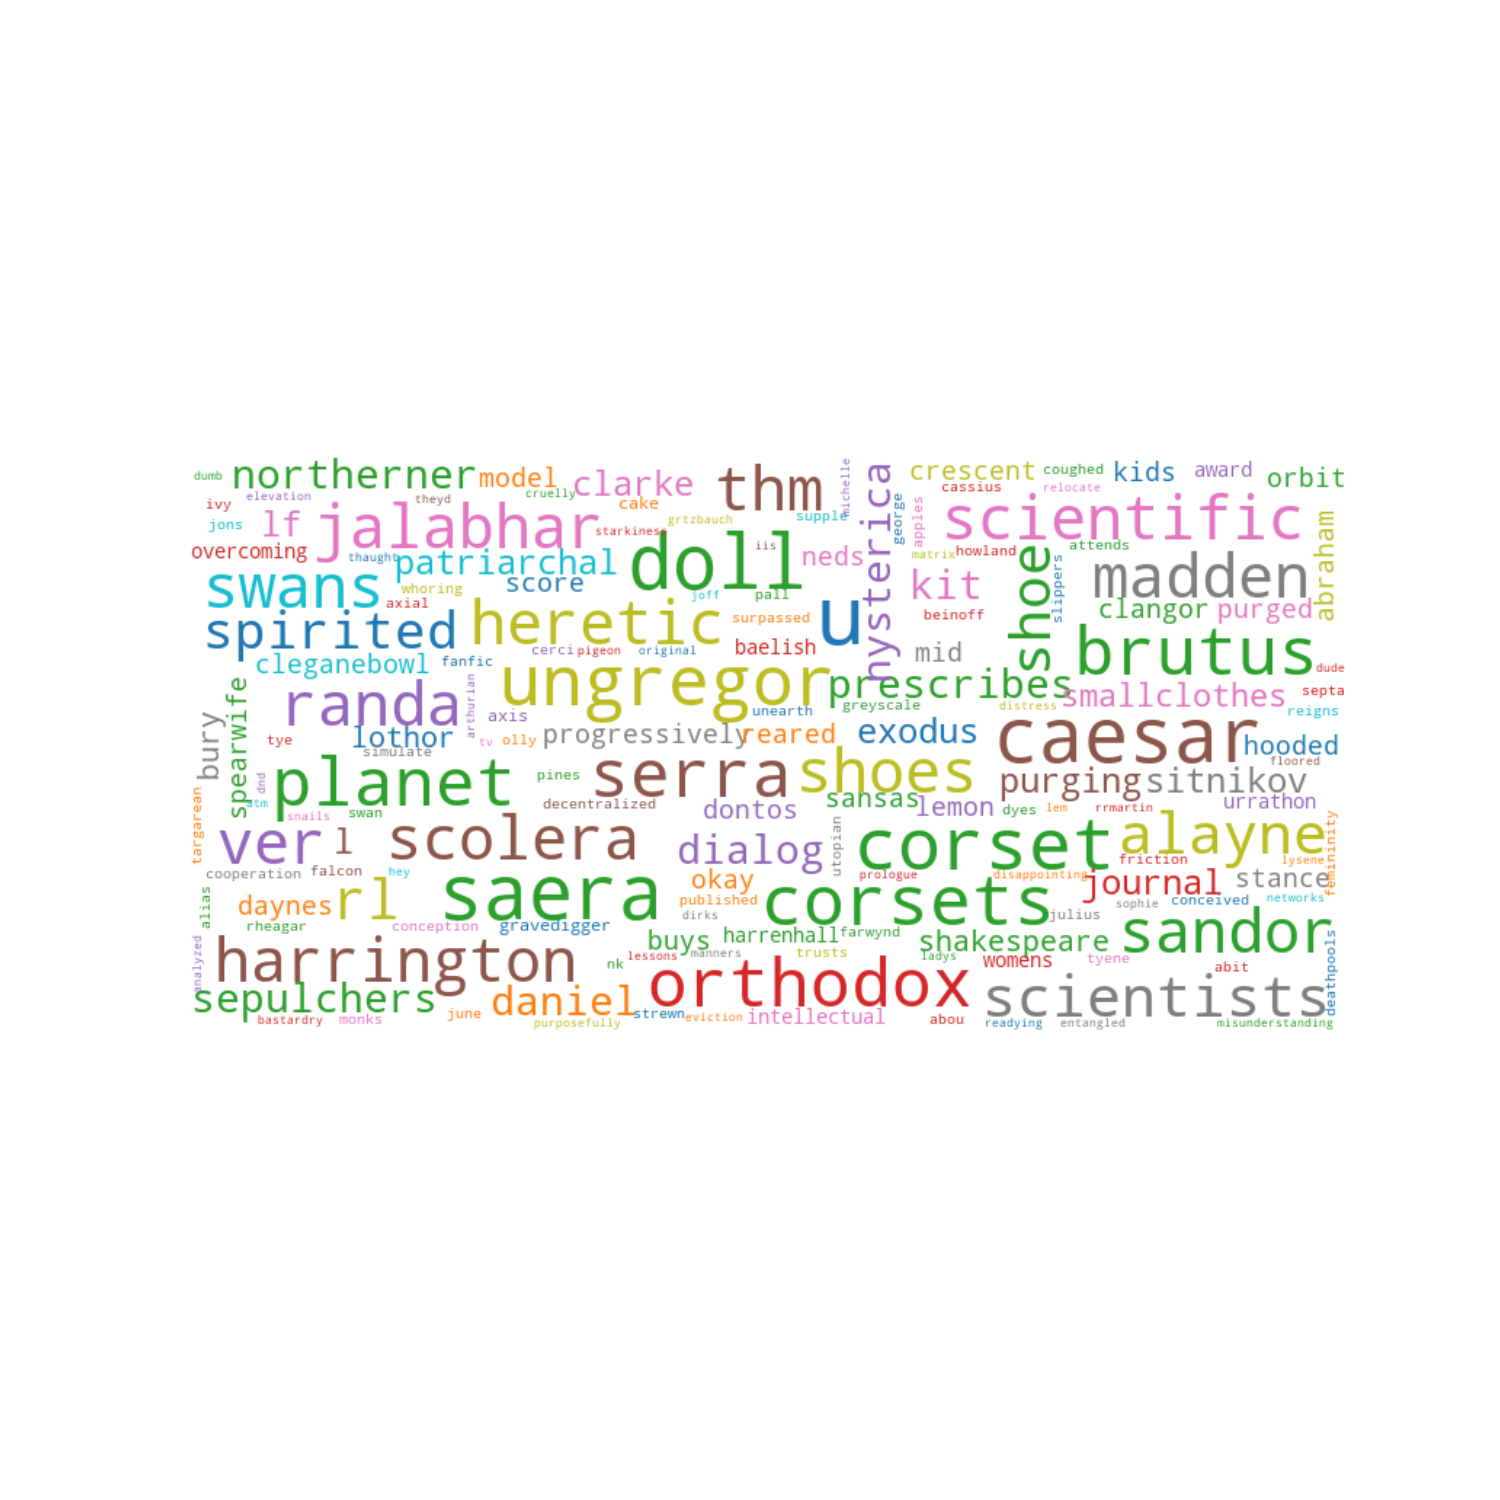 dumb
northerner
model
clarke
thm
michelle
hysterica
crescent
coughed
kids
award
orbit
ivy
elevation
theyd
cruelly
cake
grtzbauch
supple
george
apples
cassius
relocate
scientific
abraham
jons
lf
jalabhar
starkiness
doll
iis
neds
matrix
howland
attends
overcoming
thought
patriarchal
score
joff
pall
kit
shoe
slippers
madden
swans
whoring
axial
heretic
surpassed
u
beinoff
clangor
purged
spirited
cerci
pigeon
original
baelish
mid
brutus
dude
cleganebowl
fanfic
ungregor
prescribes
greyscale
distress
smallclothes
septa
reigns
spearwife
randa
arthurian
axis
unearth
bury
tye
lothor
simulate
tv
olly
progressively
reared
exodus
caesar
hooded
floored
dnd
atm
planet
pines
serra
shoes
purging
sitnikov
targarean
snails
swan
decentralized
dontos
sansas
lemon
dyes
lem
rrmartin
urrathon
ver
l
scolera
dialog
utopian
corset
alayne
femininity
cooperation
falcon
hey
okay
prologue
disappointing
friction
lysene
journal
stance
alias
daynes
rl
saera
published
dirks
corsets
julius
sophie
conceived
networks
rheagar
conception
gravedigger
buys
harrenhall
farwynd
shakespeare
sandor
analyzed
harrington
nk
lessons
manners
trusts
ladys
womens
tyene
abit
deathpools
sepulchers
daniel
orthodox
scientists
bastardry
monks
june
purposefully
strewn
eviction
intellectual
abou
readying
entangled
misunderstanding